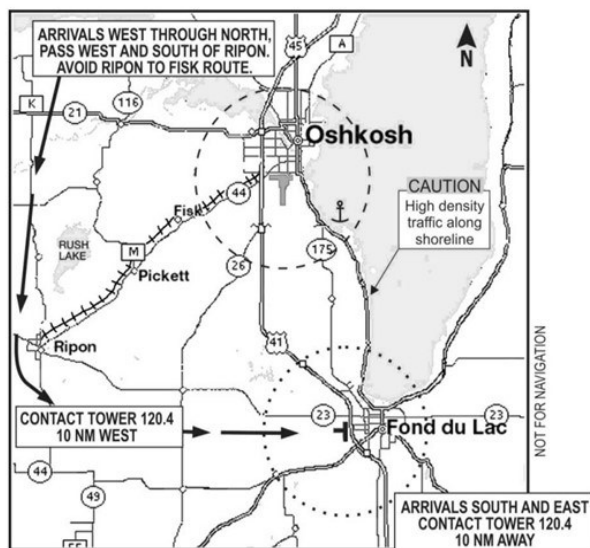 ARRIVALS WEST THROUGH NORTH,
PASS WEST AND SOUTH OF RIPON.
AVOID RIPON TO FISK ROUTE.
45
A
N
K
116
21
Oshkosh
44
Fisk
CAUTION
High density
traffic along
shoreline
RUSH
LAKE
M
Pickett
26
175
41
Ripon
CONTACT TOWER 120.4
10 NM WEST
23
23
Fond du Lac
44
49
ARRIVALS SOUTH AND EAST
CONTACT TOWER 120.4
10 NM AWAY
NOT FOR NAVIGATION